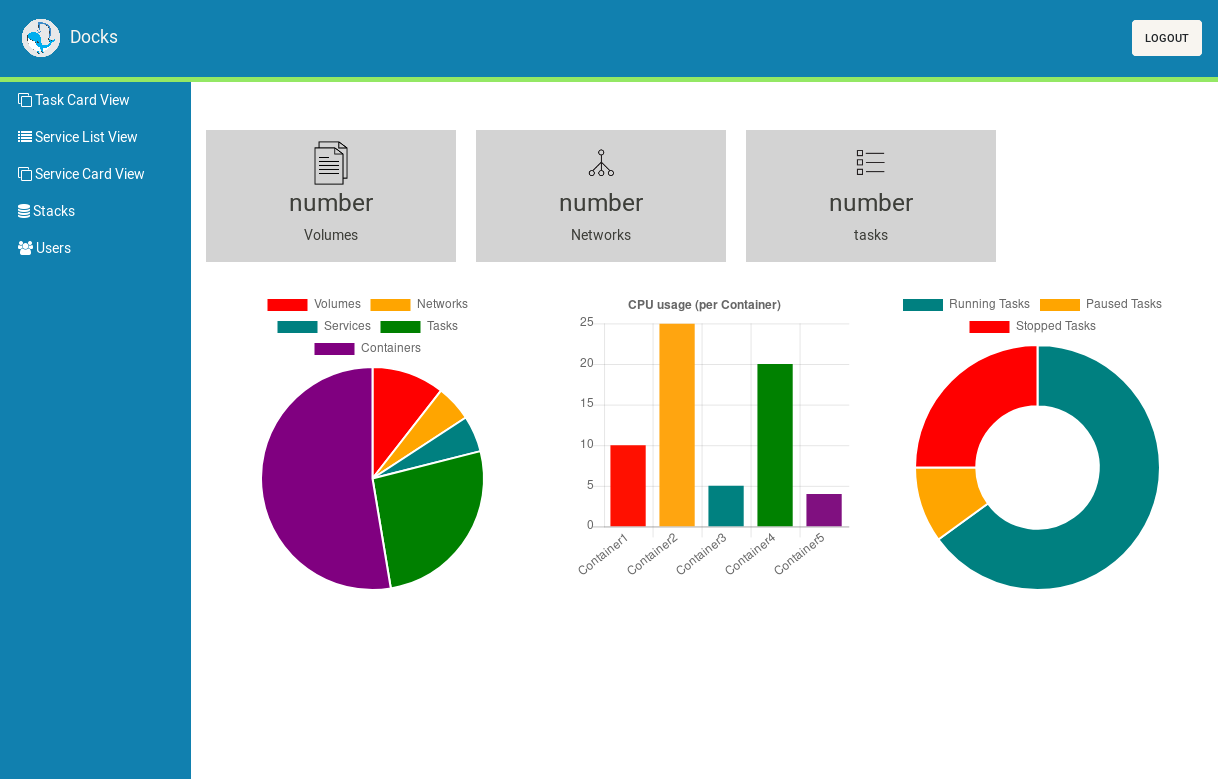 Docks
LOGOUT
Task Card View
Service List View
Service Card View
Stacks
Users
number
Volumes
number
Networks
number
tasks
Volumes Networks
Services Tasks
Containers
CPU usage (per Container)
25
20
15
10
5
0
Container1
Container2
Container3
Container4
Container5
Running Tasks Paused Tasks
Stopped Tasks